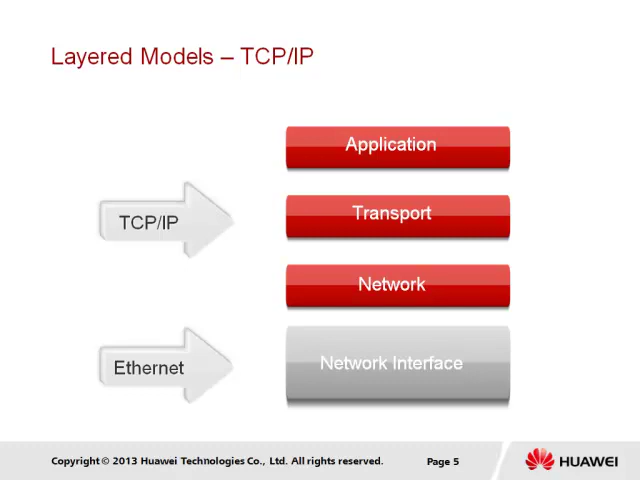 Layered Models – TCP/IP
Application
Transport
TCP/IP
Network
Network Interface
Ethernet
Copyright © 2013 Huawei Technologies Co., Ltd. All rights reserved.
Page 5
HUAWEI